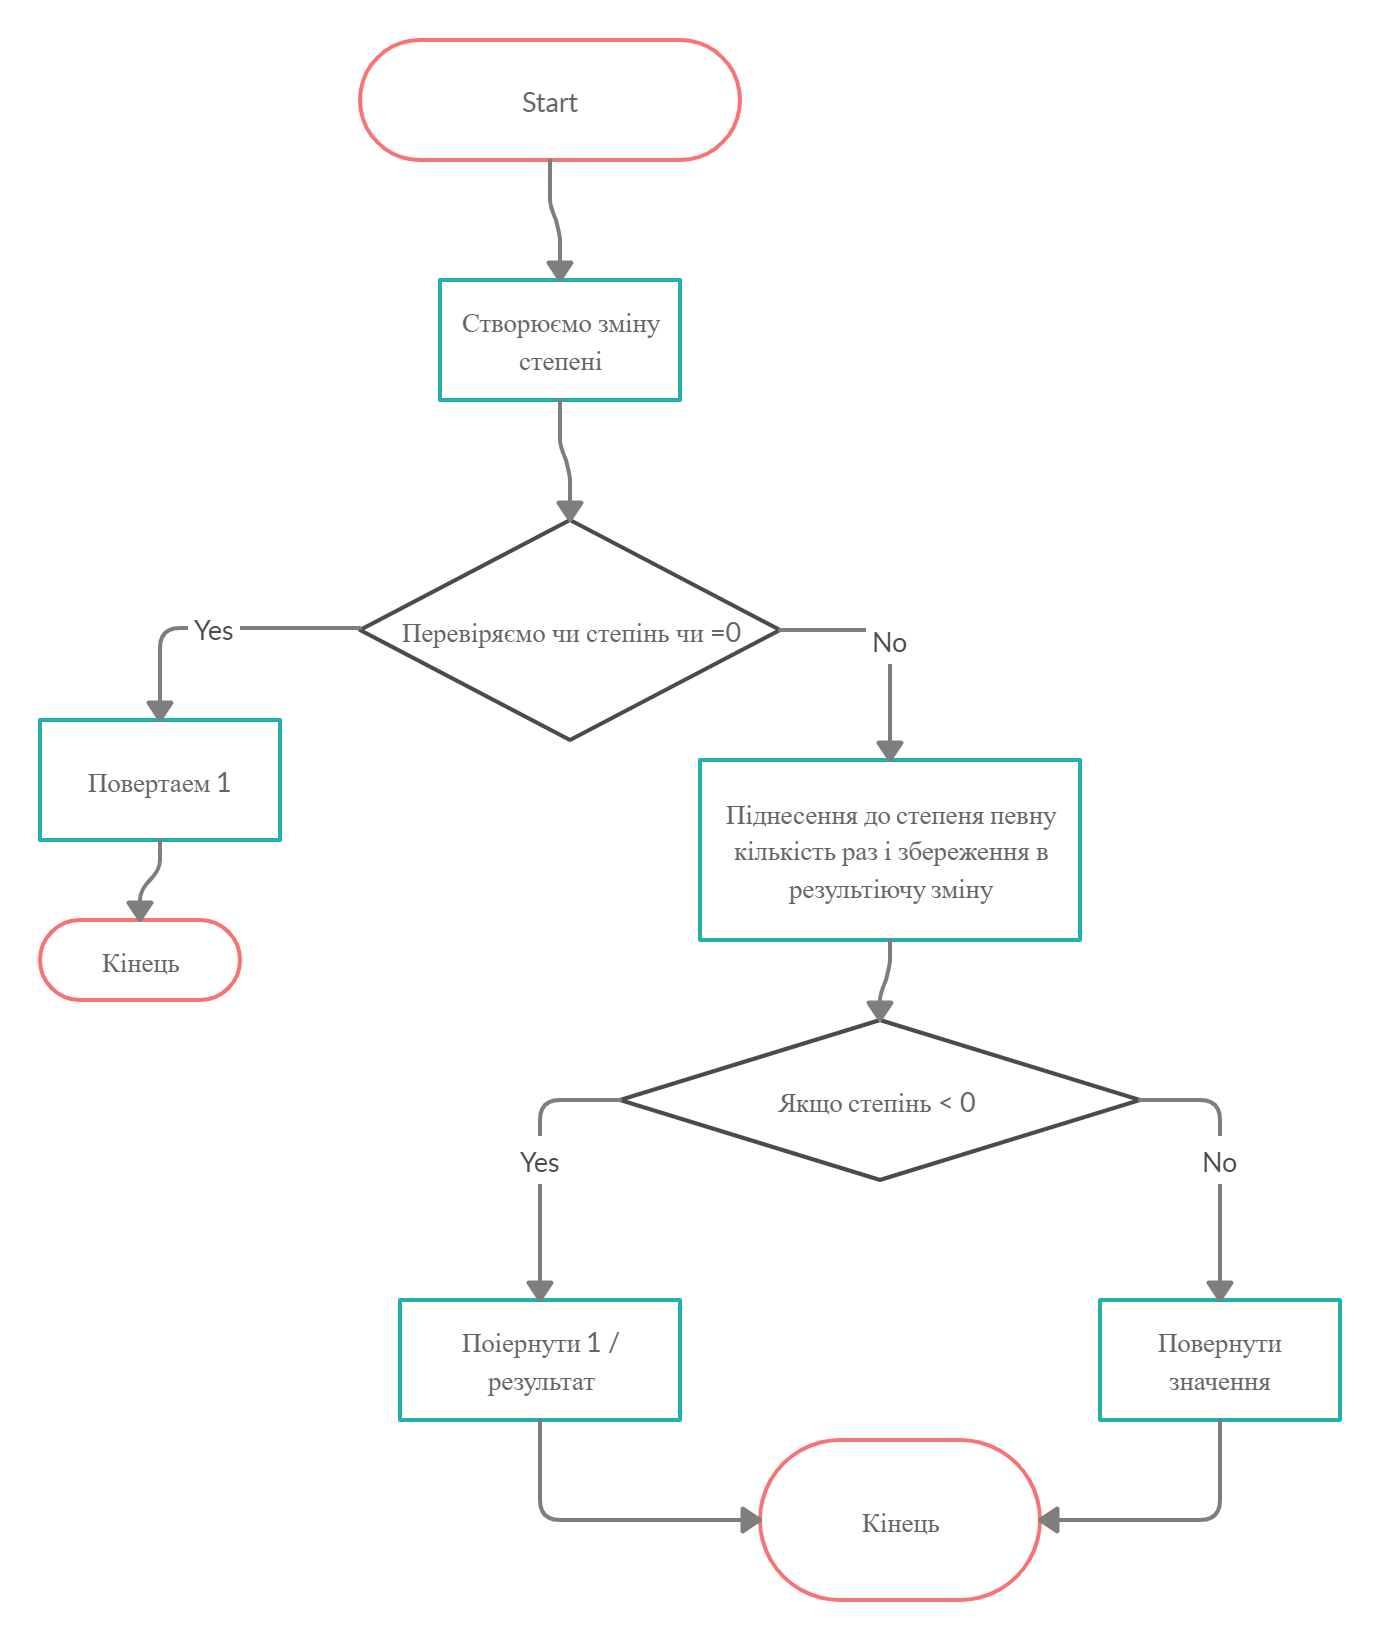 Start
Створюємо зміну
степені
Перевіряємо чи степінь чи =0
Yes
No
Повертаем 1
Піднесення до степеня певну
кількість раз і збереження в
результіючу зміну
Кінець
Якщо степінь < 0
Yes
No
Поіернути 1 /
результат
Повернути
значення
Кінець